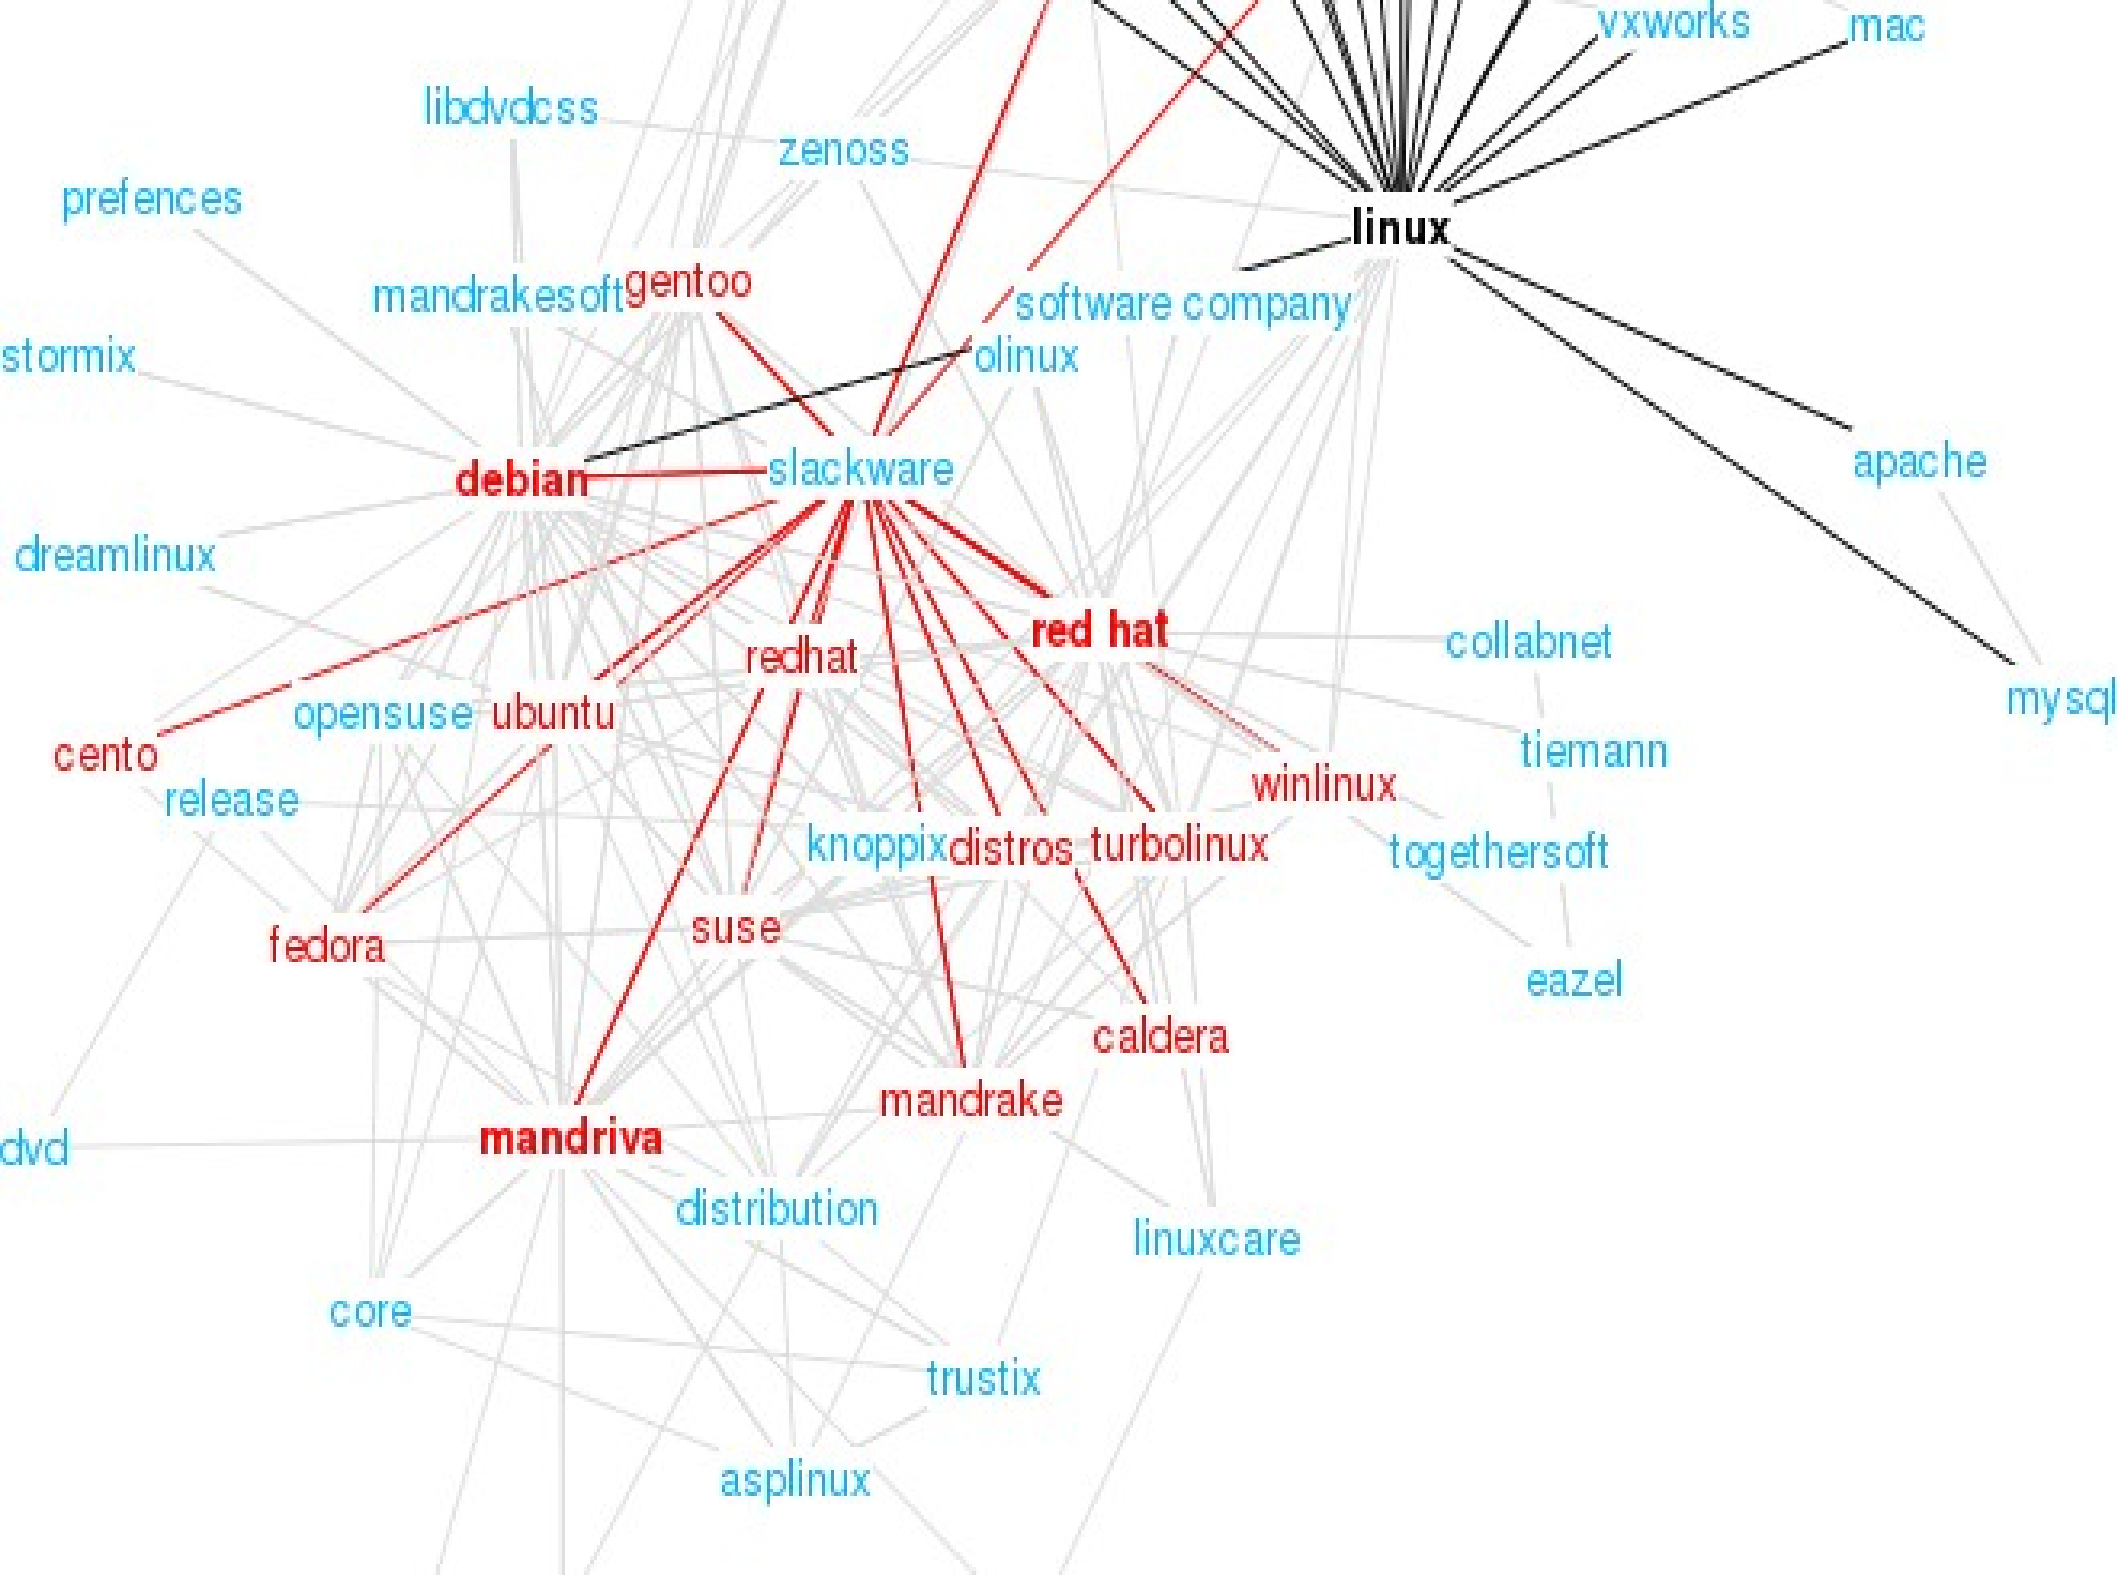 vxworks
mac
libdvdcss
zenoss
prefences
linux
mandrakesoft
gentoo
software company
stormix
olinux
apache
debian
slackware
dreamlinux
red hat
collabnet
redhat
mysql
opensuse
ubuntu
cento
tiemann
release
winlinux
knoppix
distros
turbolinux
togethersoft
suse
fedora
eazel
caldera
mandrake
mandriva
dvd
distribution
linuxcare
core
trustix
asplinux